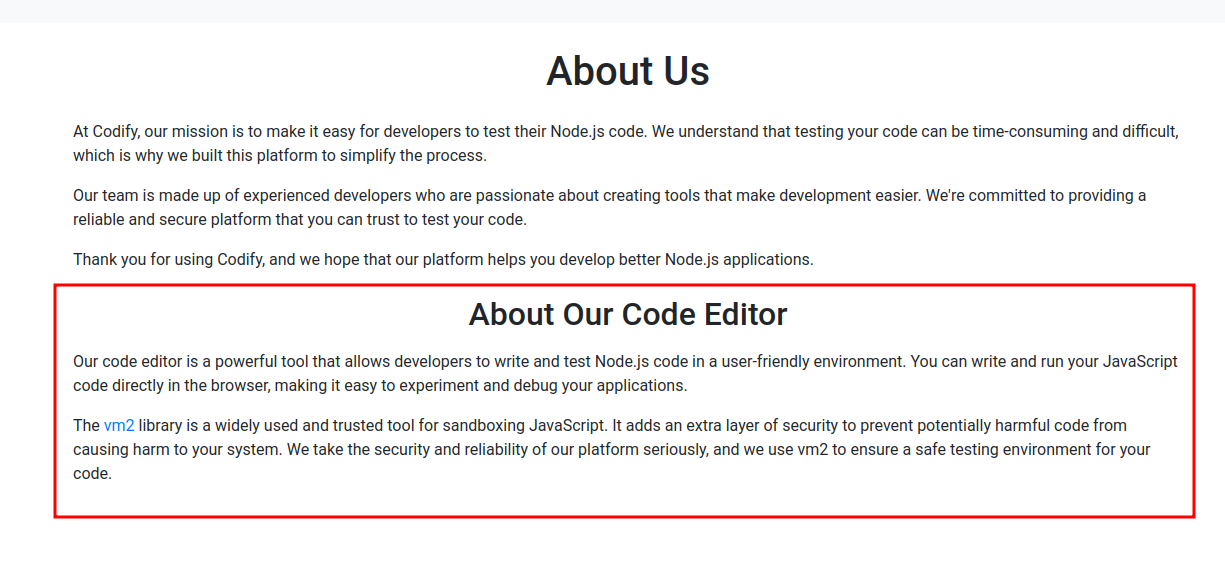 About Us
At Codify, our mission is to make it easy for developers to test their Node.js code. We understand that testing your code can be time-consuming and difficult,
which is why we built this platform to simplify the process.
Our team is made up of experienced developers who are passionate about creating tools that make development easier. We're committed to providing a
reliable and secure platform that you can trust to test your code.
Thank you for using Codify, and we hope that our platform helps you develop better Node.js applications.
About Our Code Editor
Our code editor is a powerful tool that allows developers to write and test Node.js code in a user-friendly environment. You can write and run your JavaScript
code directly in the browser, making it easy to experiment and debug your applications.
The vm2 library is a widely used and trusted tool for sandboxing JavaScript. It adds an extra layer of security to prevent potentially harmful code from
causing harm to your system. We take the security and reliability of our platform seriously, and we use vm2 to ensure a safe testing environment for your
code.